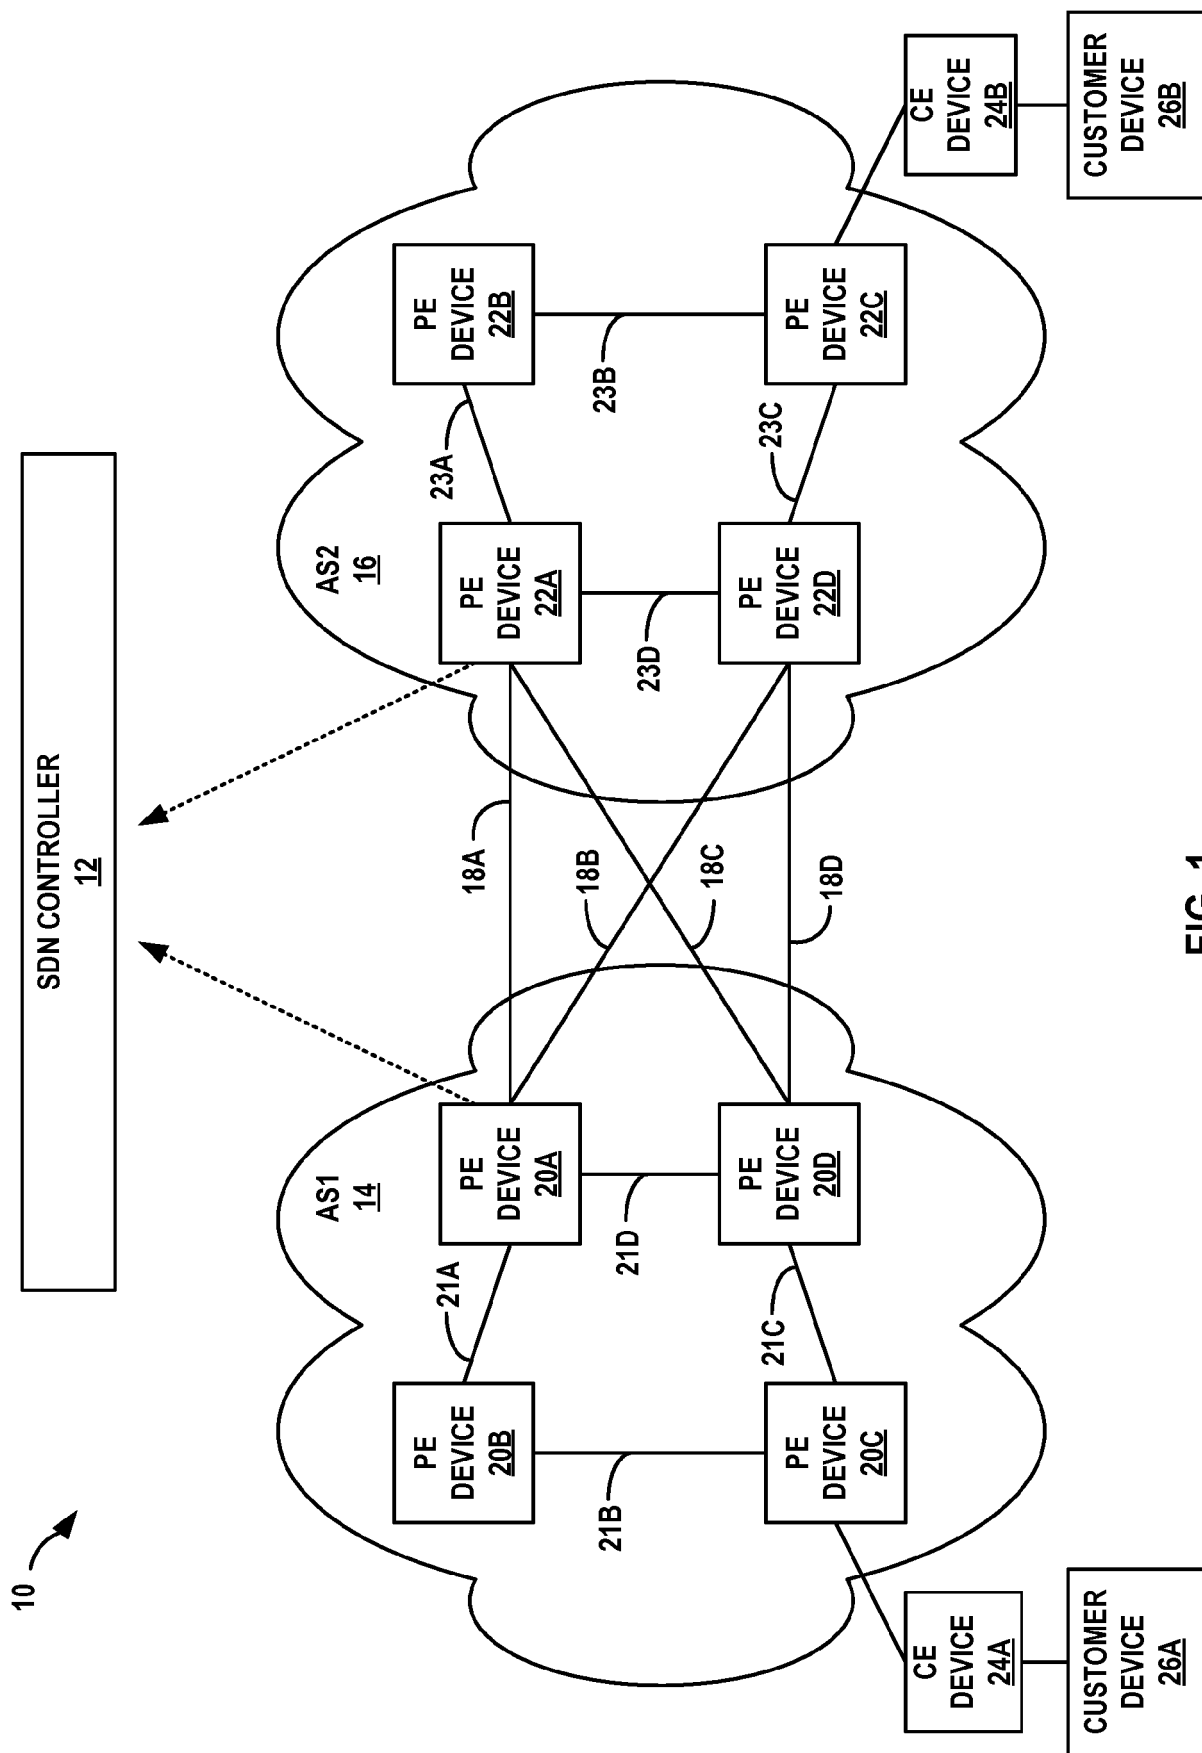 10
SDN CONTROLLER
12
AS1
14
AS2
16
PE
DEVICE
20B
21A
PE
DEVICE
20A
18A
PE
DEVICE
22A
23A
PE
DEVICE
22B
21B
21D
18B
18C
23D
23B
PE
DEVICE
20C
21C
PE
DEVICE
20D
18D
PE
DEVICE
22D
23C
PE
DEVICE
22C
CE
DEVICE
24A
CE
DEVICE
24B
CUSTOMER
DEVICE
26A
CUSTOMER
DEVICE
26B
FIG. 1